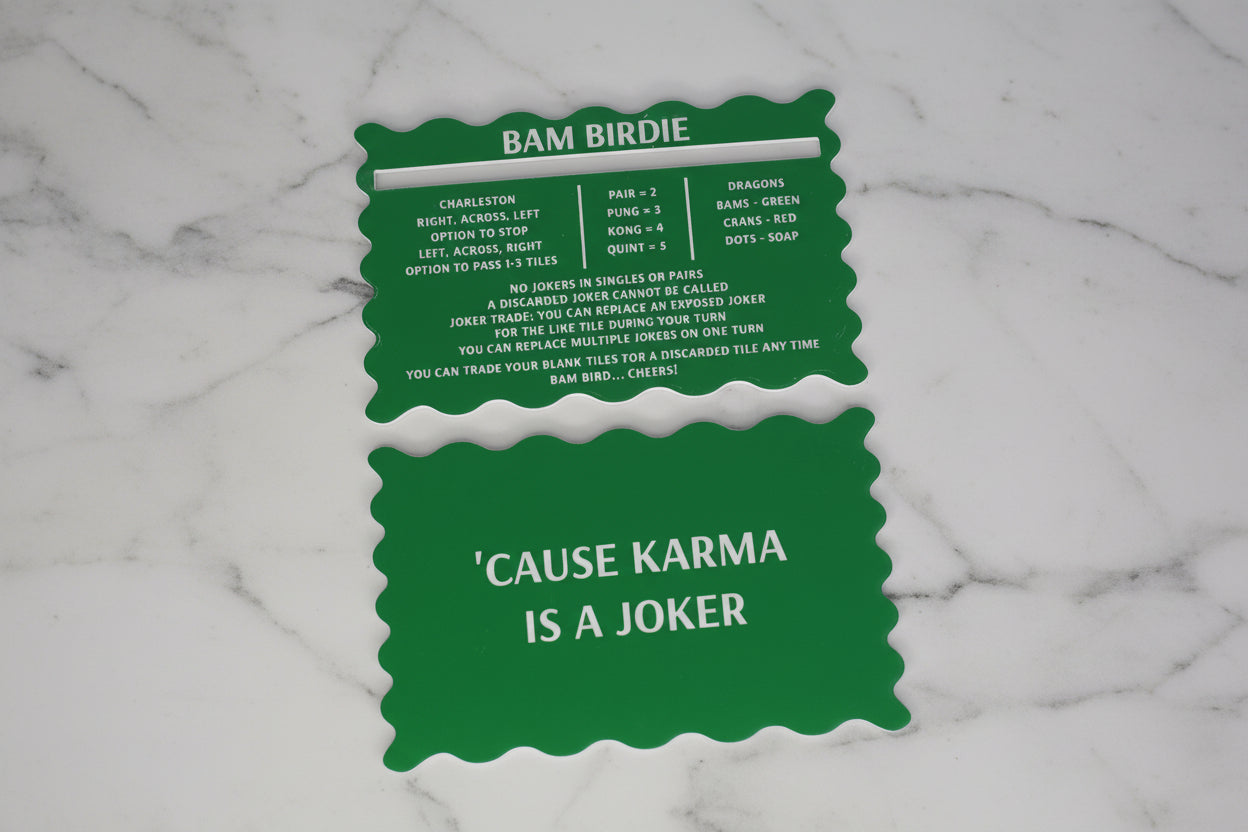 BAM BIRDIE
CHARLESTON
RIGHT, ACROSS, LEFT
OPTION TO STOP
LEFT, ACROSS, RIGHT
OPTION TO PASS 1-3 TILES
PAIR = 2
PUNG = 3
KONG = 4
QUINT = 5
DRAGONS
BAMS - GREEN
CRANS - RED
DOTS - SOAP
NO JOKERS IN SINGLES OR PAIRS
A DISCARDED JOKER CANNOT BE CALLED
JOKER TRADE: YOU CAN REPLACE AN EXPOSED JOKER
FOR THE LIKE TILE DURING YOUR TURN
YOU CAN REPLACE MULTIPLE JOKERS ON ONE TURN
YOU CAN TRADE YOUR BLANK TILES FOR A DISCARDED TILE ANY TIME
BAM BIRD... CHEERS!
'CAUSE KARMA
IS A JOKER